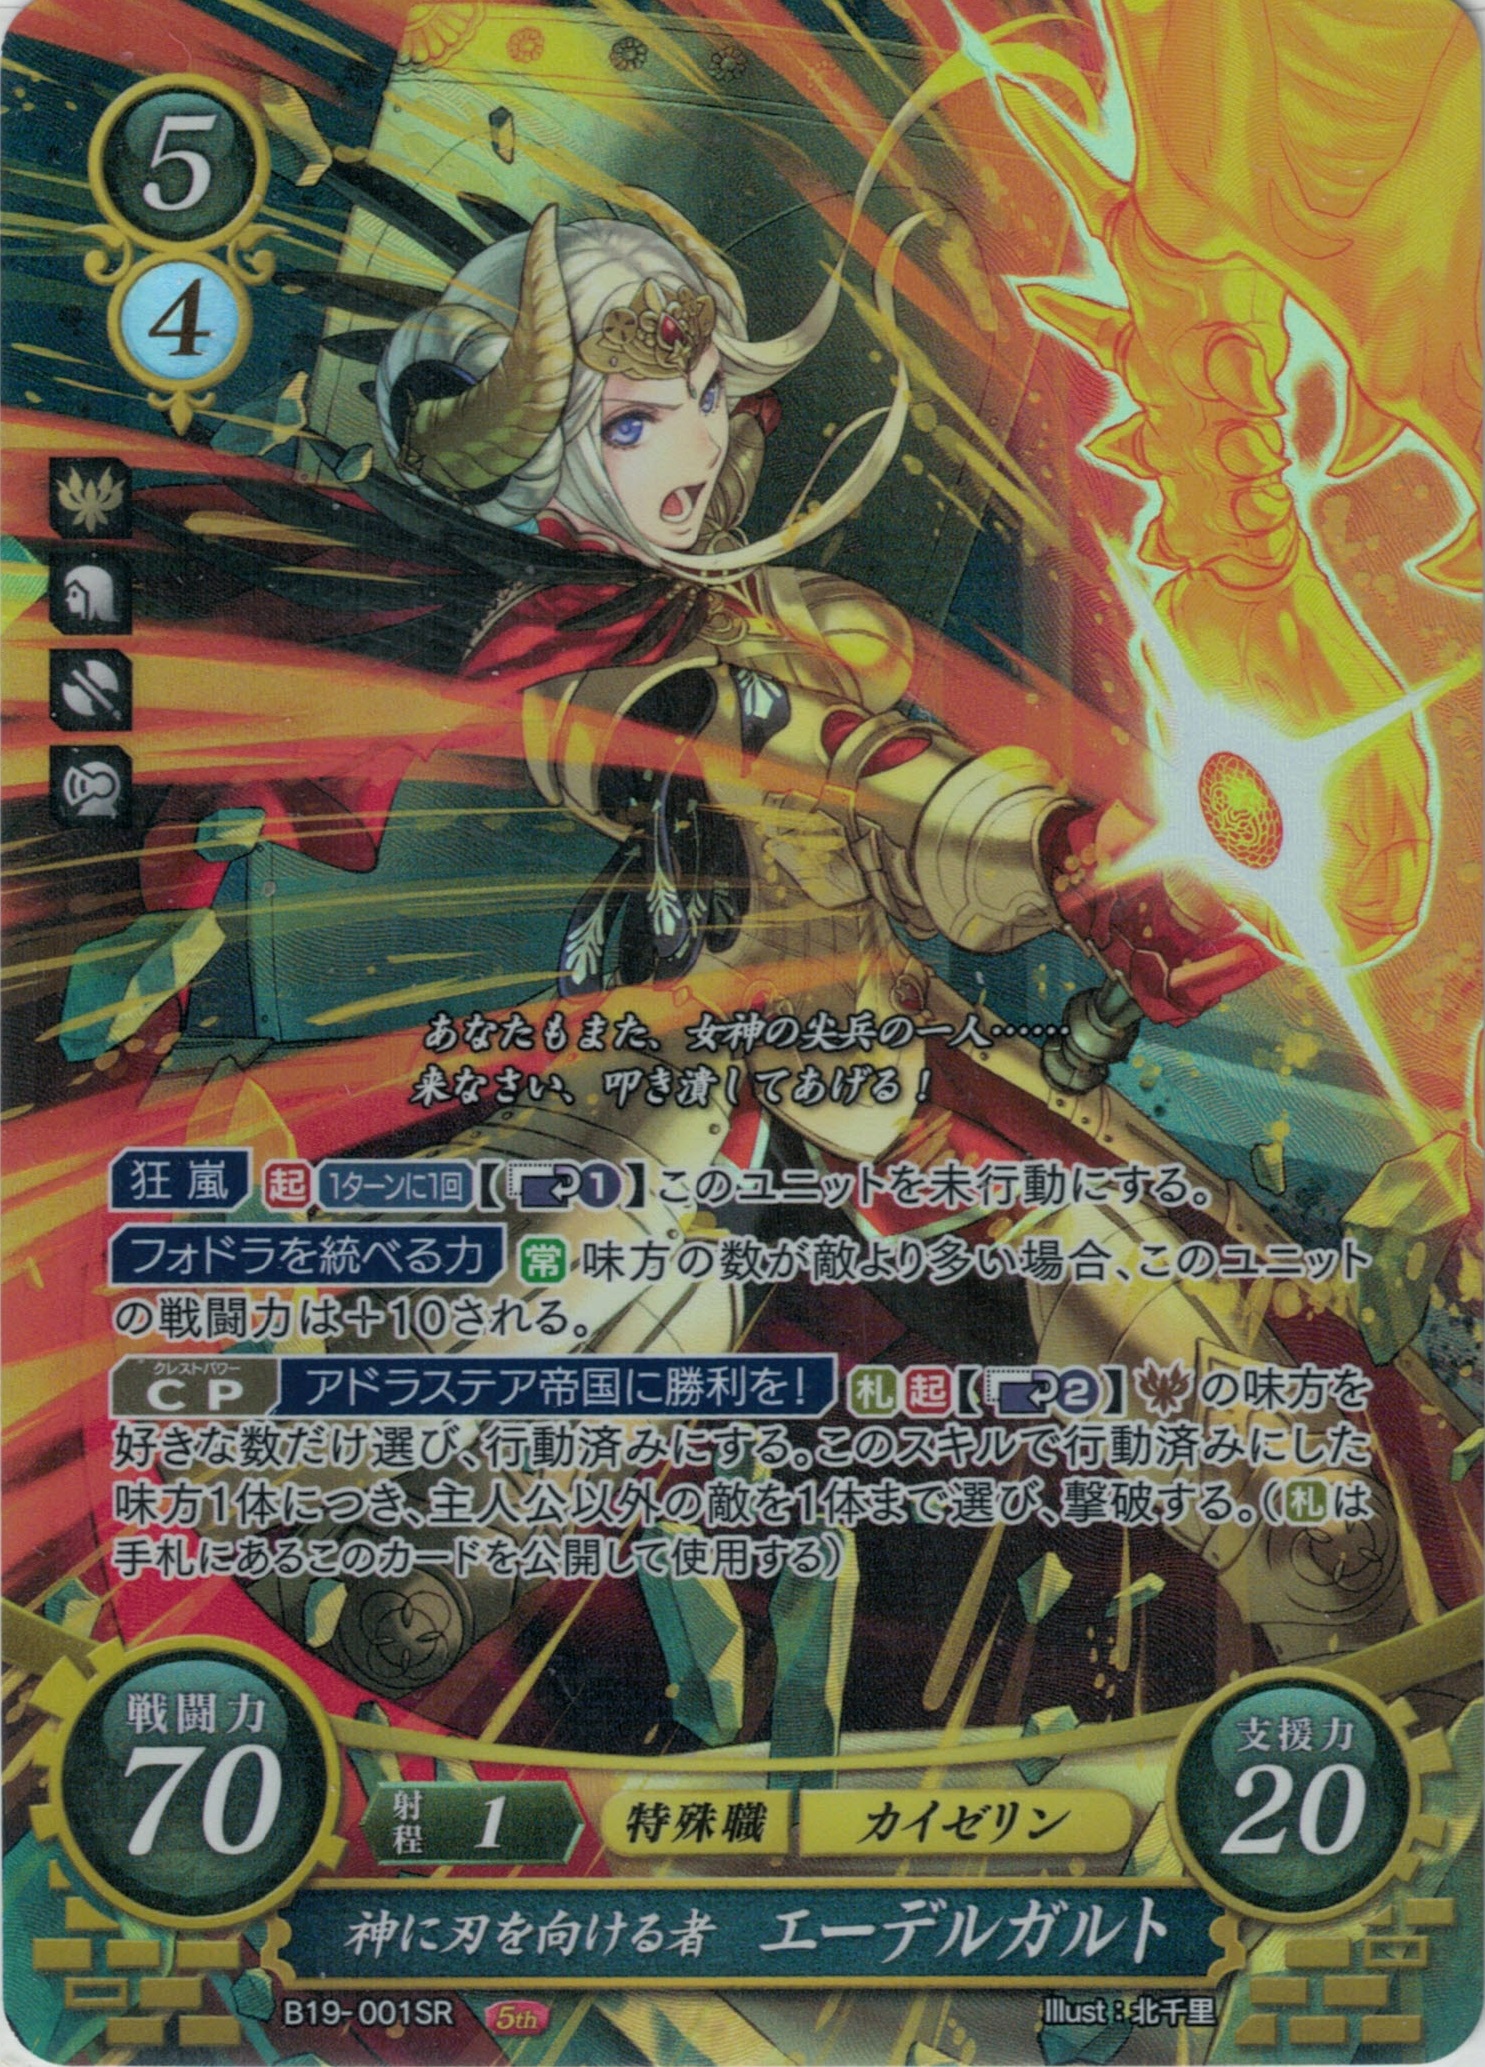 5
4
あなたもまた、女神の尖兵の一人……
来なさい、叩き潰してあげる！
狂嵐 起 1ターンに1回【1】このユニットを未行動にする。
フォドラを統べる力 常 味方の数が敵より多い場合、このユニット
の戦闘力は＋10される。
クレストパワー
CP アドラステア帝国に勝利を！ 札 起【2】の味方を
好きな数だけ選び、行動済みにする。このスキルで行動済みにした
味方1体につき、主人公以外の敵を1体まで選び、撃破する。（札は
手札にあるこのカードを公開して使用する）
戦闘力
70
射程 1
特殊職 カイゼリン
支援力
20
神に刃を向ける者 エーデルガルト
B19-001SR 5th
Illust：北千里